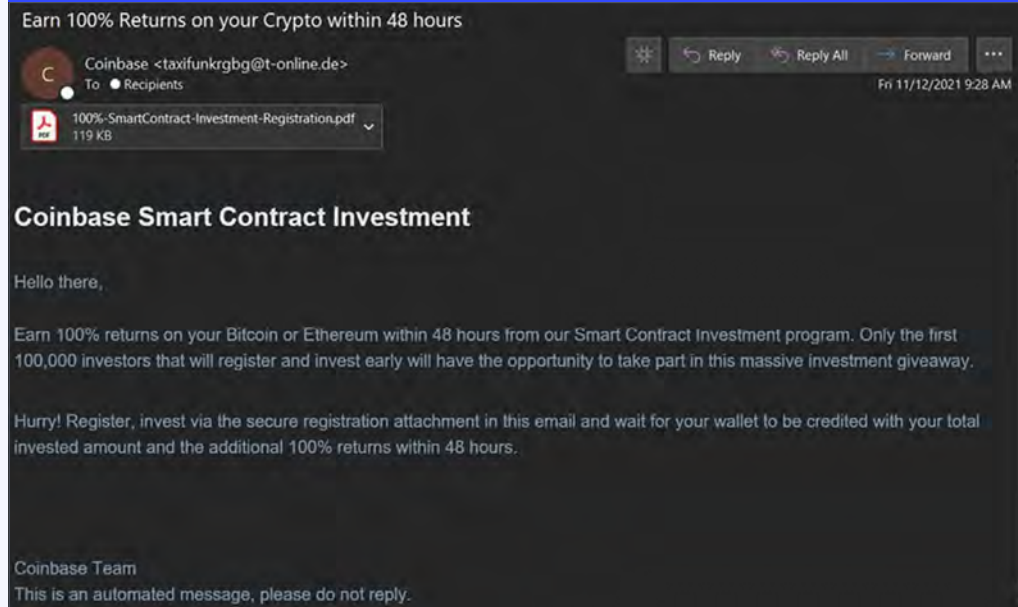 Earn 100% Returns on your Crypto within 48 hours
C
Coinbase <taxifunkrgbg@t-online.de>
To Recipients
Reply Reply All Forward ...
Fri 11/12/2021 9:28 AM
PDF
100%-SmartContract-Investment-Registration.pdf
119 KB
Coinbase Smart Contract Investment
Hello there,
Earn 100% returns on your Bitcoin or Ethereum within 48 hours from our Smart Contract Investment program. Only the first
100,000 investors that will register and invest early will have the opportunity to take part in this massive investment giveaway.
Hurry! Register, invest via the secure registration attachment in this email and wait for your wallet to be credited with your total
invested amount and the additional 100% returns within 48 hours.
Coinbase Team
This is an automated message, please do not reply.